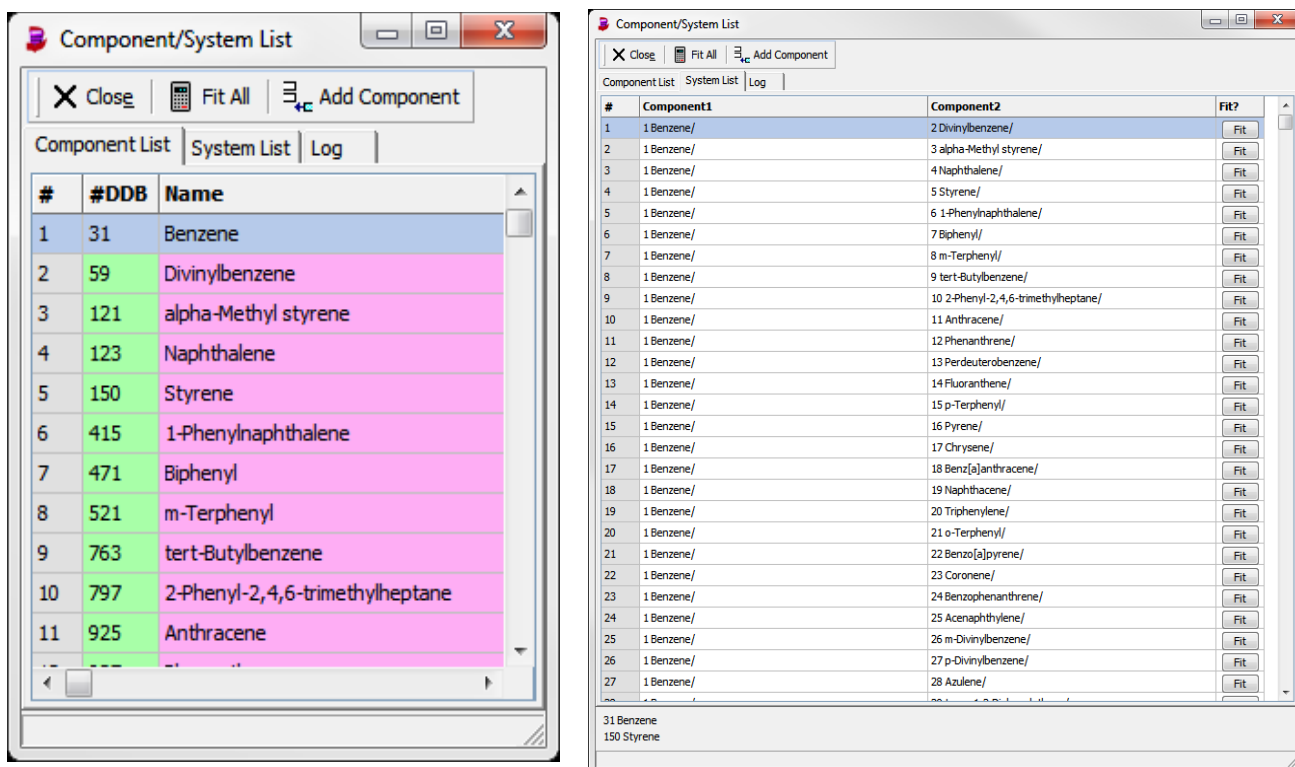 Component/System List
Close Fit All Add Component
Component List System List Log
# #DDB Name
1 31 Benzene
2 59 Divinylbenzene
3 121 alpha-Methyl styrene
4 123 Naphthalene
5 150 Styrene
6 415 1-Phenylnaphthalene
7 471 Biphenyl
8 521 m-Terphenyl
9 763 tert-Butylbenzene
10 797 2-Phenyl-2,4,6-trimethylheptane
11 925 Anthracene
Component/System List
Close Fit All Add Component
Component List System List Log
# Component1 Component2 Fit?
1 1 Benzene/ 2 Divinylbenzene/ Fit
2 1 Benzene/ 3 alpha-Methyl styrene/ Fit
3 1 Benzene/ 4 Naphthalene/ Fit
4 1 Benzene/ 5 Styrene/ Fit
5 1 Benzene/ 6 1-Phenylnaphthalene/ Fit
6 1 Benzene/ 7 Biphenyl/ Fit
7 1 Benzene/ 8 m-Terphenyl/ Fit
8 1 Benzene/ 9 tert-Butylbenzene/ Fit
9 1 Benzene/ 10 2-Phenyl-2,4,6-trimethylheptane/ Fit
10 1 Benzene/ 11 Anthracene/ Fit
11 1 Benzene/ 12 Phenanthrene/ Fit
12 1 Benzene/ 13 Perdeuterobenzene/ Fit
13 1 Benzene/ 14 Fluoranthene/ Fit
14 1 Benzene/ 15 p-Terphenyl/ Fit
15 1 Benzene/ 16 Pyrene/ Fit
16 1 Benzene/ 17 Chrysene/ Fit
17 1 Benzene/ 18 Benz[a]anthracene/ Fit
18 1 Benzene/ 19 Naphthacene/ Fit
19 1 Benzene/ 20 Triphenylene/ Fit
20 1 Benzene/ 21 o-Terphenyl/ Fit
21 1 Benzene/ 22 Benzo[a]pyrene/ Fit
22 1 Benzene/ 23 Coronene/ Fit
23 1 Benzene/ 24 Benzophenanthrene/ Fit
24 1 Benzene/ 25 Acenaphthylene/ Fit
25 1 Benzene/ 26 m-Divinylbenzene/ Fit
26 1 Benzene/ 27 p-Divinylbenzene/ Fit
27 1 Benzene/ 28 Azulene/ Fit
31 Benzene
150 Styrene